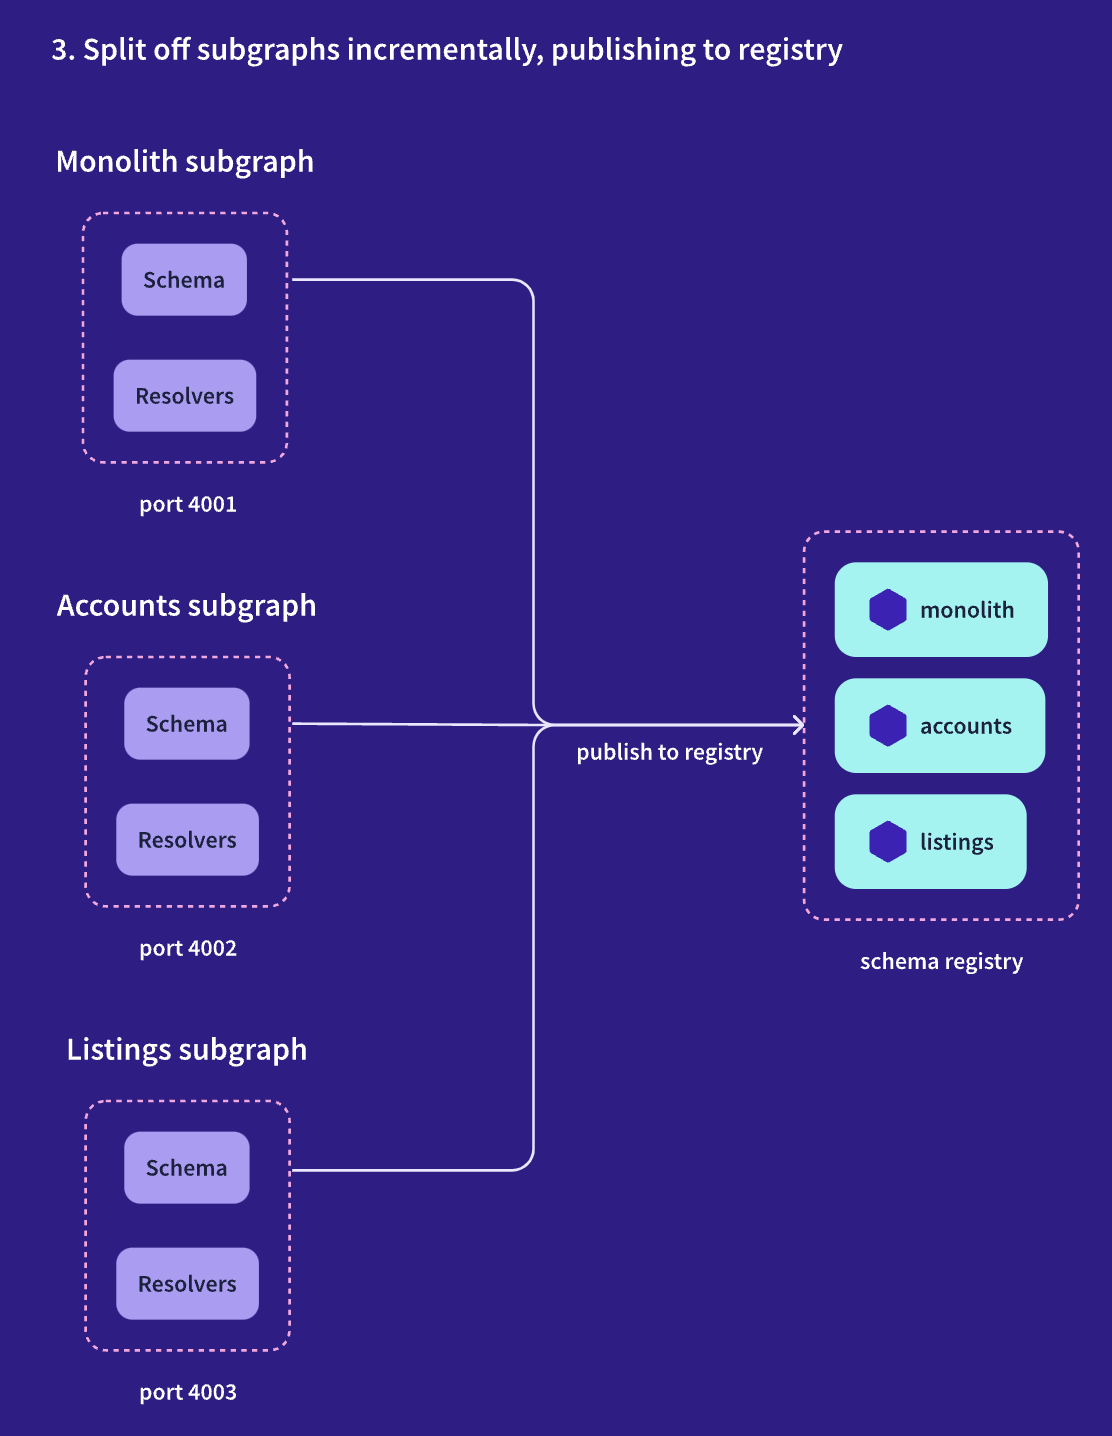 3. Split off subgraphs incrementally, publishing to registry
Monolith subgraph
Schema
Resolvers
port 4001
Accounts subgraph
Schema
Resolvers
port 4002
Listings subgraph
Schema
Resolvers
port 4003
publish to registry
monolith
accounts
listings
schema registry